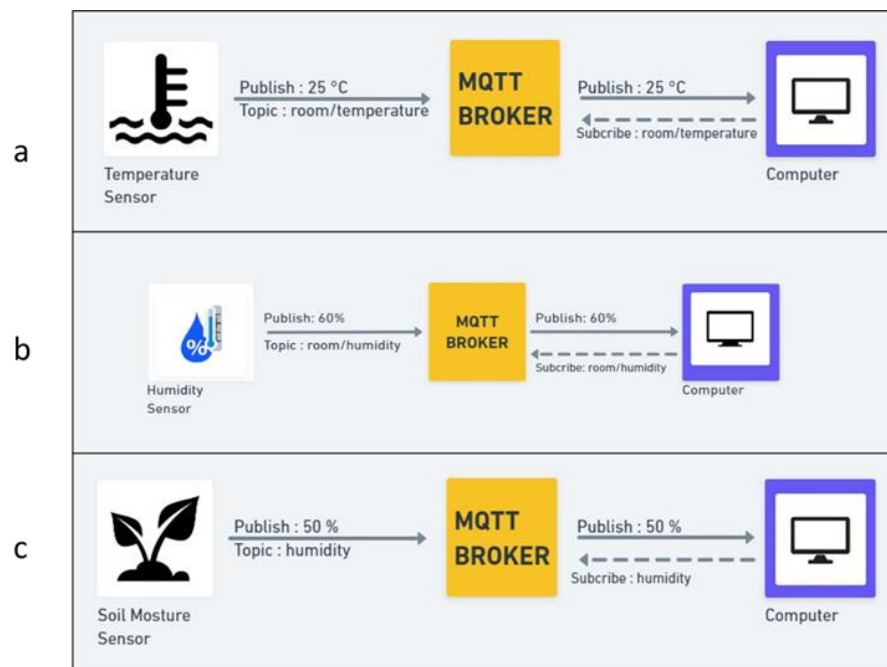 a
Publish : 25 °C
Topic : room/temperature
MQTT
BROKER
Publish : 25 °C
Subcribe : room/temperature
Temperature
Sensor
Computer
b
%
Publish: 60%
Topic : room/humidity
MQTT
BROKER
Publish: 60%
Subcribe: room/humidity
Humidity
Sensor
Computer
c
Publish : 50 %
Topic : humidity
MQTT
BROKER
Publish : 50 %
Subcribe : humidity
Soil Mosture
Sensor
Computer